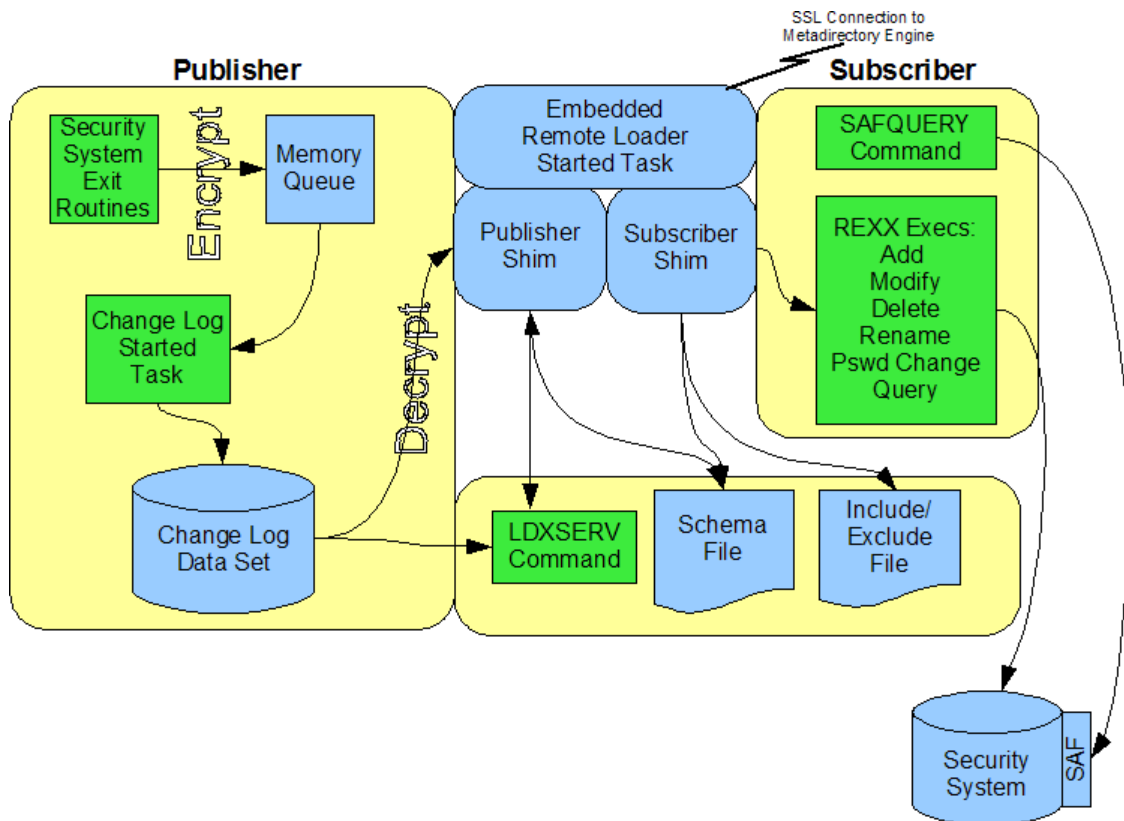 SSL Connection to
Metadirectory Engine
Publisher
Subscriber
Security
System
Exit
Routines
Encrypt
Memory
Queue
Change Log
Started
Task
Change Log
Data Set
Decrypt
Embedded
Remote Loader
Started Task
Publisher
Shim
Subscriber
Shim
SAFQUERY
Command
REXX Execs:
Add
Modify
Delete
Rename
Pswd Change
Query
LDXSERV
Command
Schema
File
Include/
Exclude
File
Security
System
SAF